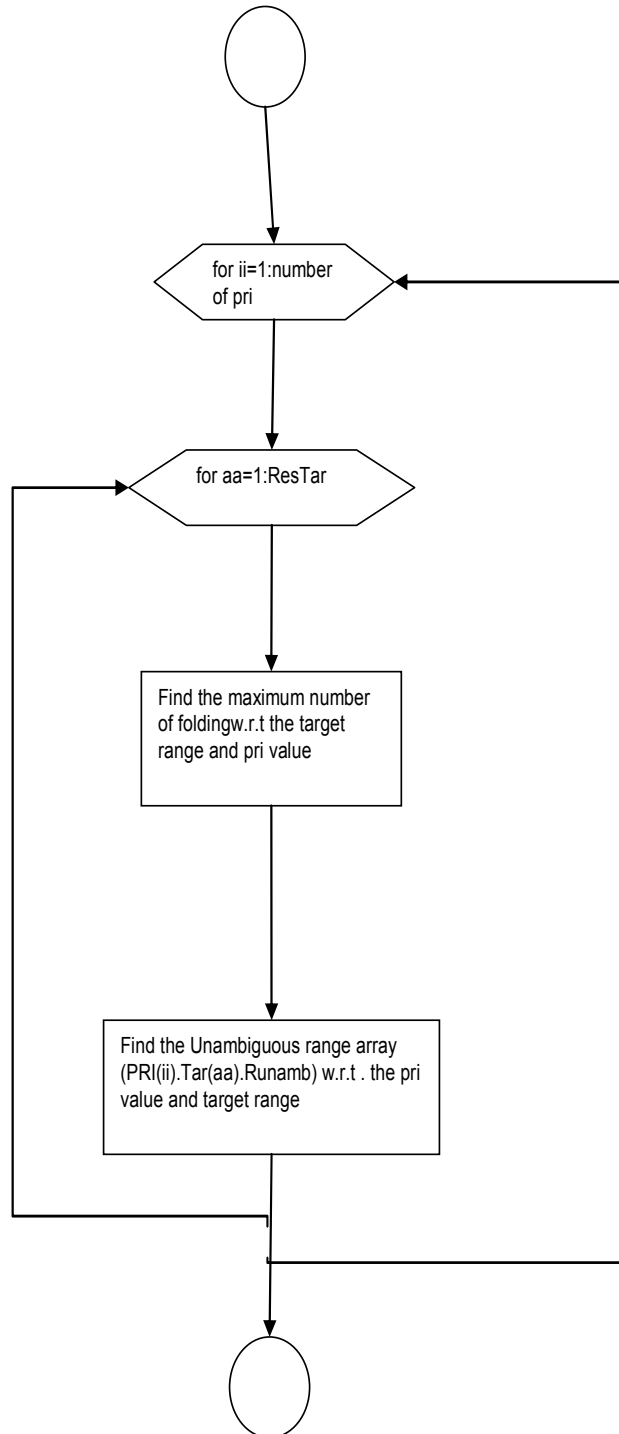 for ii=1:number
of pri
for aa=1:ResTar
Find the maximum number
of foldingw.r.t the target
range and pri value
Find the Unambiguous range array
(PRI(ii).Tar(aa).Runamb) w.r.t . the pri
value and target range